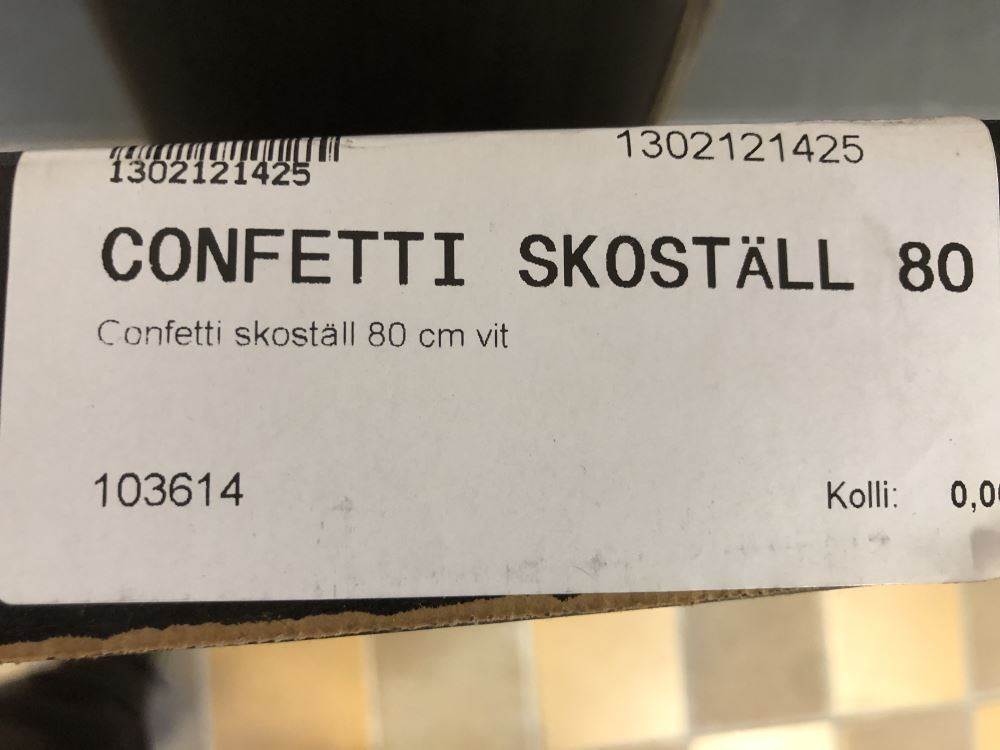 1302121425
1302121425
CONFETTI SKOSTÄLL 80
Confetti skoställ 80 cm vit
103614
Kolli: